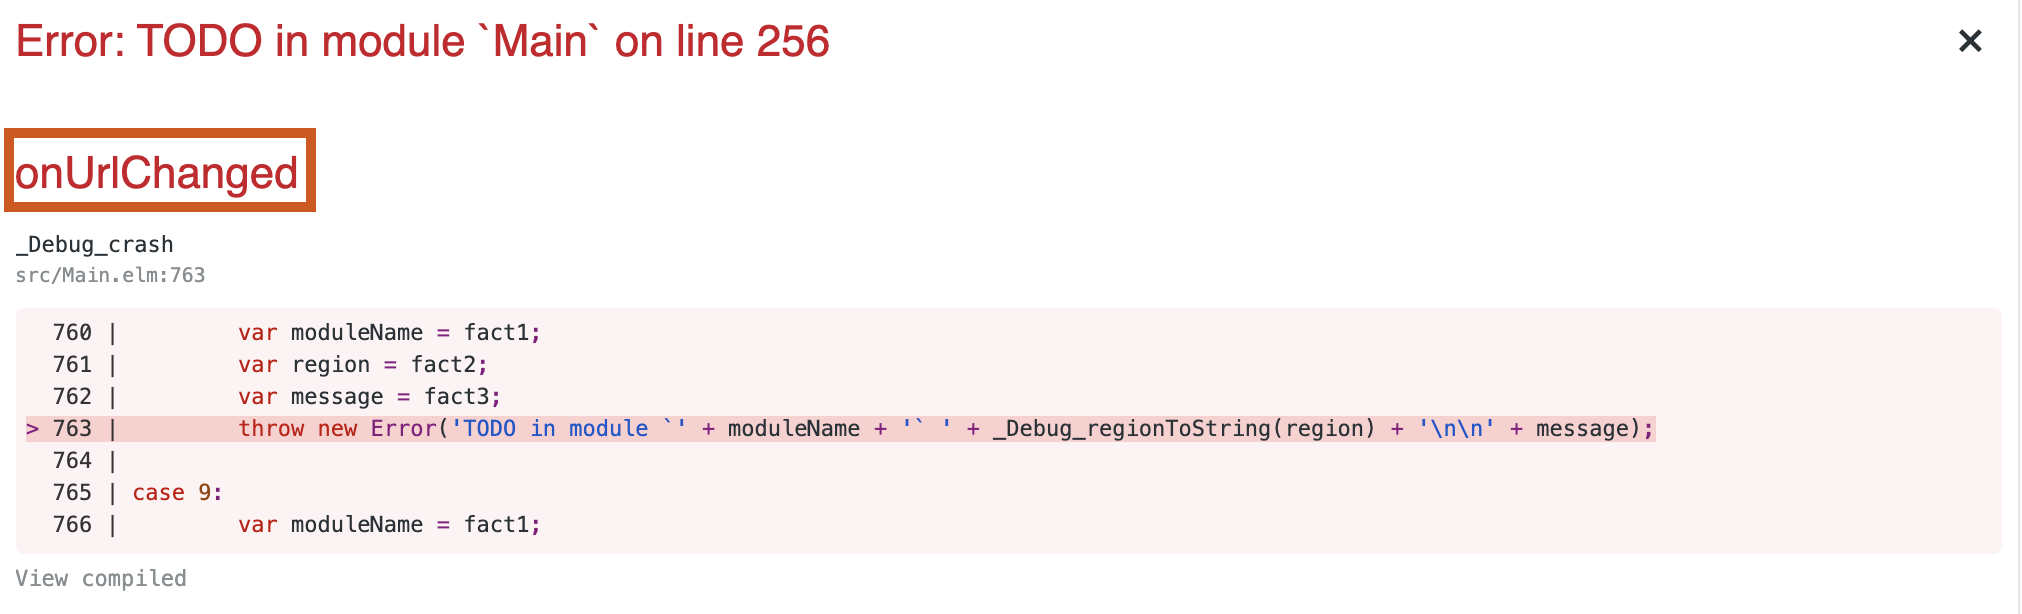 Error: TODO in module `Main` on line 256
×
onUrlChanged
_Debug_crash
src/Main.elm:763
760 |         var moduleName = fact1;
761 |         var region = fact2;
762 |         var message = fact3;
> 763 |         throw new Error('TODO in module `' + moduleName + '` ' + _Debug_regionToString(region) + '\n\n' + message);
764 |
765 | case 9:
766 |         var moduleName = fact1;
View compiled